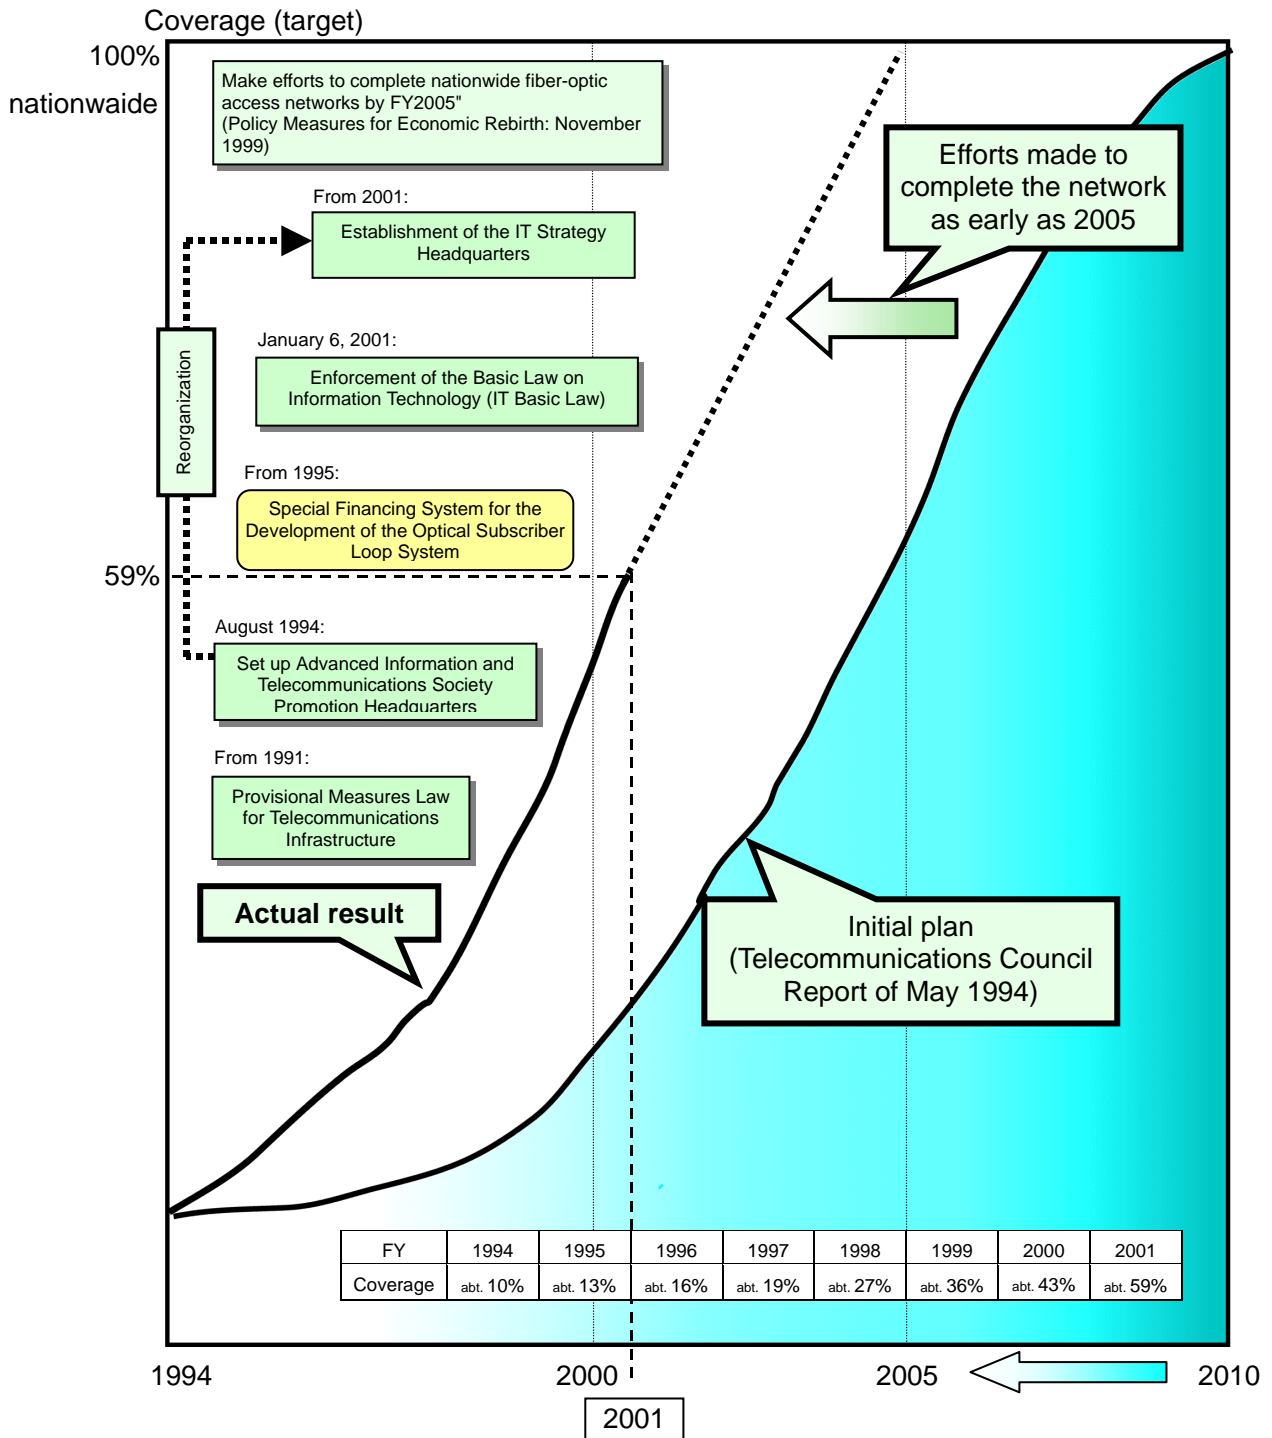 Coverage (target)
100%
nationwaide
Make efforts to complete nationwide fiber-optic
access networks by FY2005"
(Policy Measures for Economic Rebirth: November
1999)
From 2001:
Establishment of the IT Strategy
Headquarters
Efforts made to
complete the network
as early as 2005
Reorganization
January 6, 2001:
Enforcement of the Basic Law on
Information Technology (IT Basic Law)
From 1995:
Special Financing System for the
Development of the Optical Subscriber
Loop System
59%
August 1994:
Set up Advanced Information and
Telecommunications Society
Promotion Headquarters
From 1991:
Provisional Measures Law
for Telecommunications
Infrastructure
Actual result
Initial plan
(Telecommunications Council
Report of May 1994)
FY 1994 1995 1996 1997 1998 1999 2000 2001
Coverage abt. 10% abt. 13% abt. 16% abt. 19% abt. 27% abt. 36% abt. 43% abt. 59%
1994 2000 2005 2010
2001